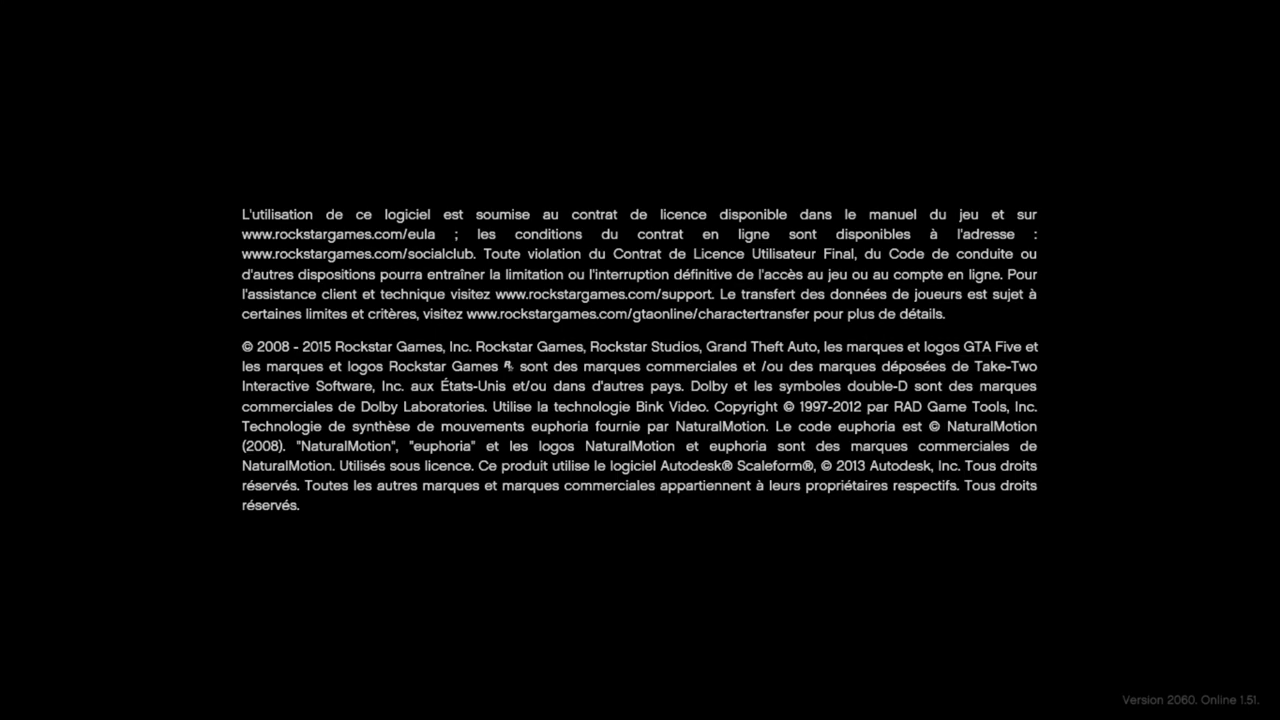 L'utilisation de ce logiciel est soumise au contrat de licence disponible dans le manuel du jeu et sur
www.rockstargames.com/eula ; les conditions du contrat en ligne sont disponibles à l'adresse :
www.rockstargames.com/socialclub. Toute violation du Contrat de Licence Utilisateur Final, du Code de conduite ou
d'autres dispositions pourra entraîner la limitation ou l'interruption définitive de l'accès au jeu ou au compte en ligne. Pour
l'assistance client et technique visitez www.rockstargames.com/support. Le transfert des données de joueurs est sujet à
certaines limites et critères, visitez www.rockstargames.com/gtaonline/charactertransfer pour plus de détails.
© 2008 - 2015 Rockstar Games, Inc. Rockstar Games, Rockstar Studios, Grand Theft Auto, les marques et logos GTA Five et
les marques et logos Rockstar Games R* sont des marques commerciales et /ou des marques déposées de Take-Two
Interactive Software, Inc. aux États-Unis et/ou dans d'autres pays. Dolby et les symboles double-D sont des marques
commerciales de Dolby Laboratories. Utilise la technologie Bink Video. Copyright © 1997-2012 par RAD Game Tools, Inc.
Technologie de synthèse de mouvements euphoria fournie par NaturalMotion. Le code euphoria est © NaturalMotion
(2008). "NaturalMotion", "euphoria" et les logos NaturalMotion et euphoria sont des marques commerciales de
NaturalMotion. Utilisés sous licence. Ce produit utilise le logiciel Autodesk® Scaleform®, © 2013 Autodesk, Inc. Tous droits
réservés. Toutes les autres marques et marques commerciales appartiennent à leurs propriétaires respectifs. Tous droits
réservés.
Version 2060. Online 1.51.